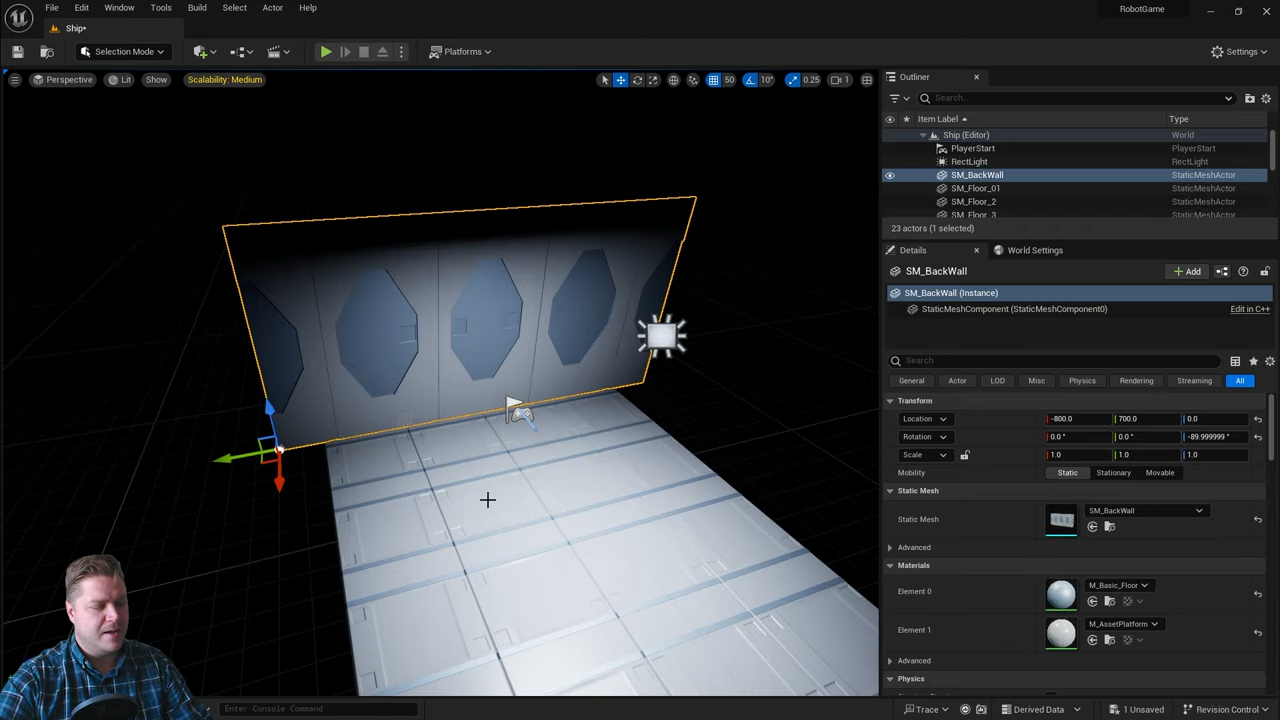 File Edit Window Tools Build Select Actor Help
RobotGame
Ship•
Selection Mode
Platforms
Settings
Perspective
Lit
Show
Scalability: Medium
50
10°
0.25
1
Outliner
Search...
Item Label
Type
Ship (Editor)
World
PlayerStart
PlayerStart
RectLight
RectLight
SM_BackWall
StaticMeshActor
SM_Floor_01
StaticMeshActor
SM_Floor_2
StaticMeshActor
SM_Floor_3
StaticMeshActor
23 actors (1 selected)
Details
World Settings
SM_BackWall
Add
SM_BackWall (Instance)
StaticMeshComponent (StaticMeshComponent0)
Edit in C++
Search
General Actor LOD Misc Physics Rendering Streaming All
Transform
Location -800.0 700.0 0.0
Rotation 0.0 ° 0.0 ° -89.999999 °
Scale 1.0 1.0 1.0
Mobility Static Stationary Movable
Static Mesh
Static Mesh
SM_BackWall
Advanced
Materials
Element 0
M_Basic_Floor
Element 1
M_AssetPlatform
Advanced
Physics
Enter Console Command
Trace
Derived Data
1 Unsaved
Revision Control